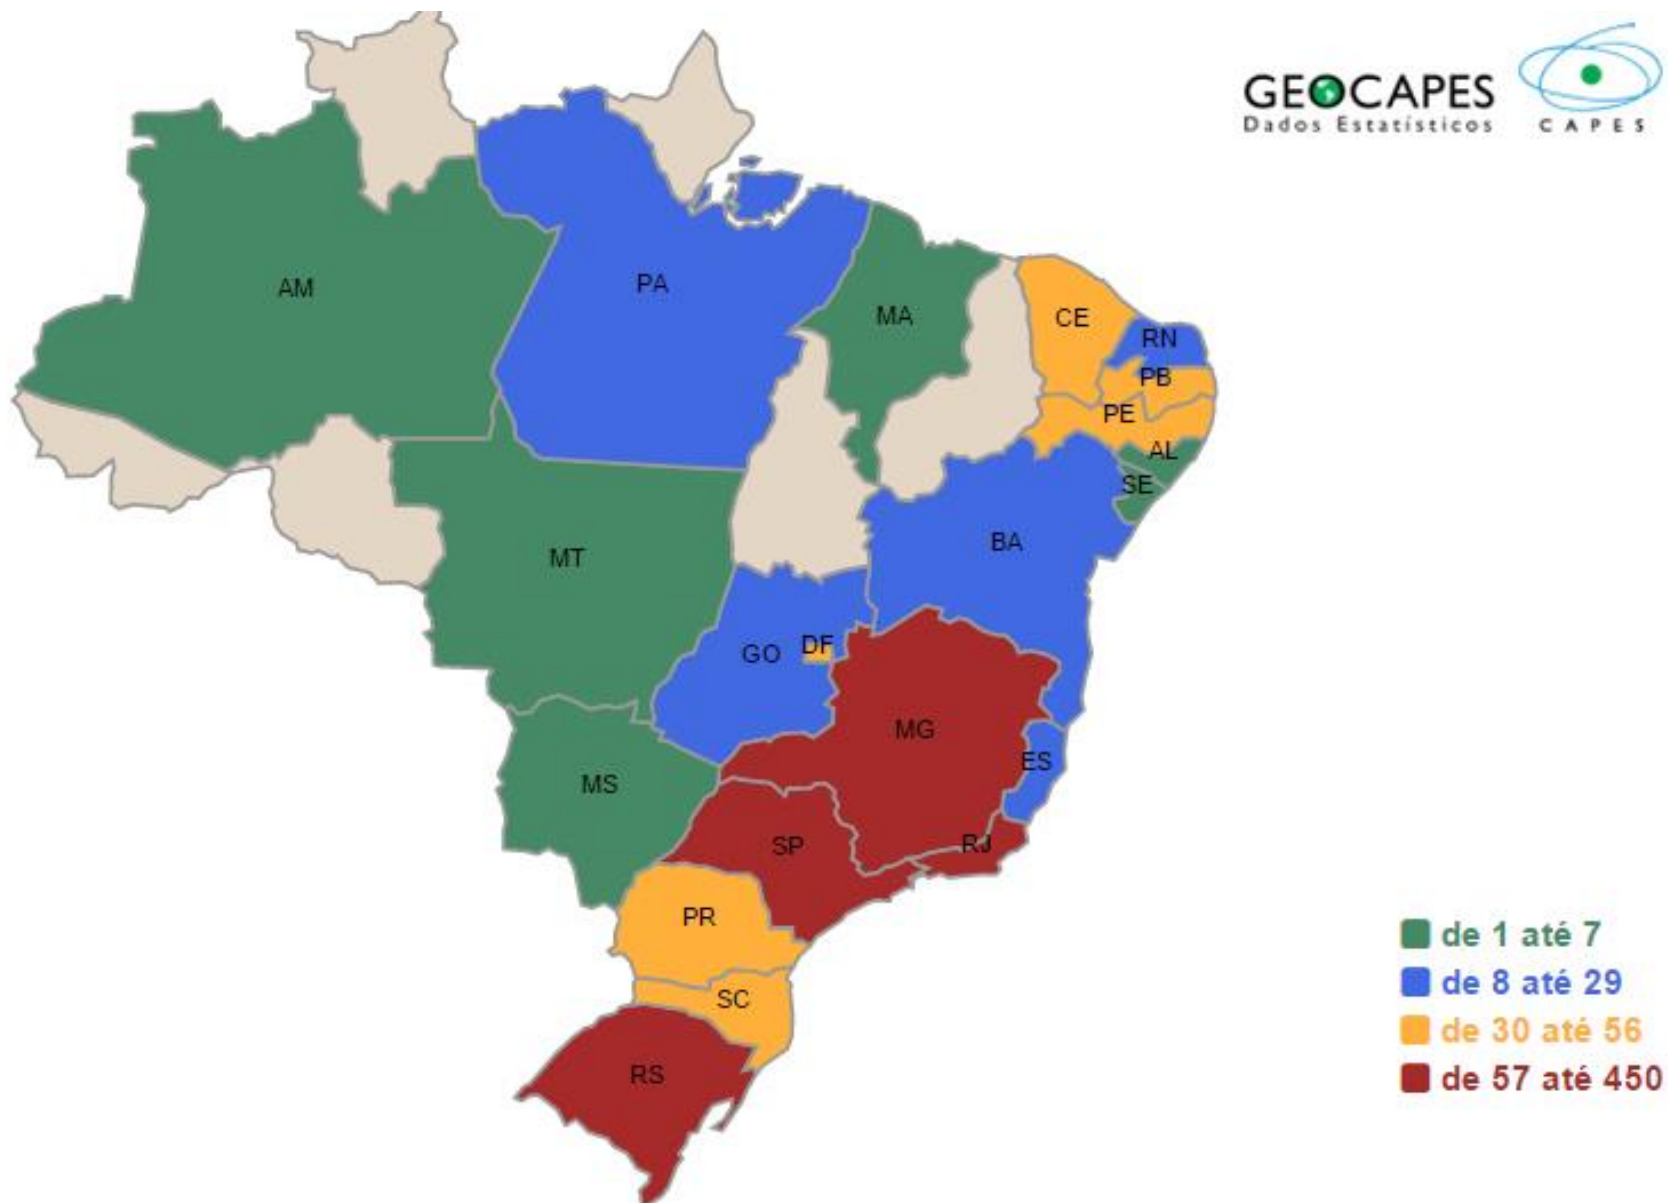 GEOCAPES
Dados Estatísticos
CAPES
AM
PA
MA
CE
RN
PB
PE
AL
SE
BA
MT
GO
DF
MG
ES
MS
SP
RJ
PR
SC
RS
de 1 até 7
de 8 até 29
de 30 até 56
de 57 até 450